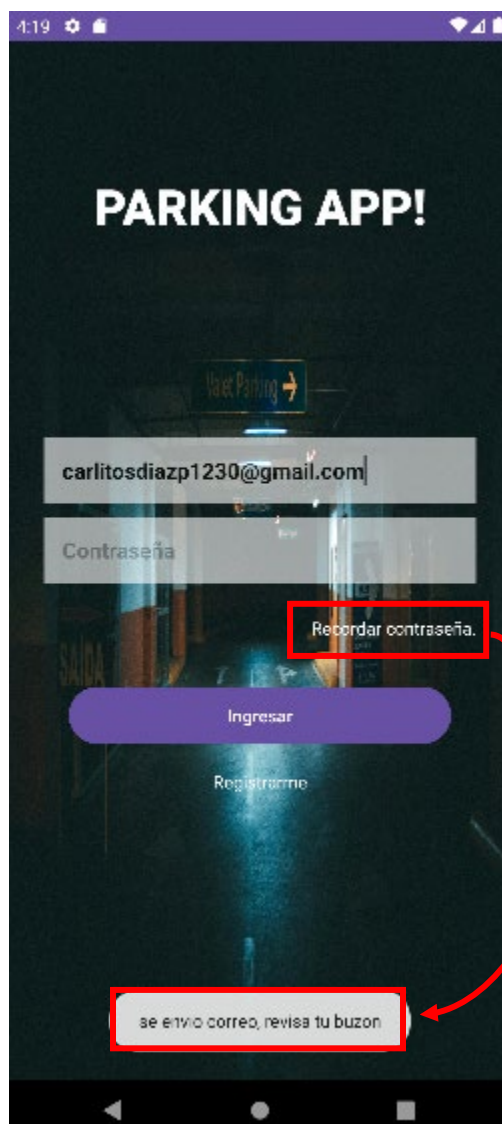 4:19
PARKING APP!
Valet Parking
carlitosdiazp1230@gmail.com
Contraseña
Recordar contraseña.
SAIDA
Ingresar
Registrarme
se envio correo, revisa tu buzon